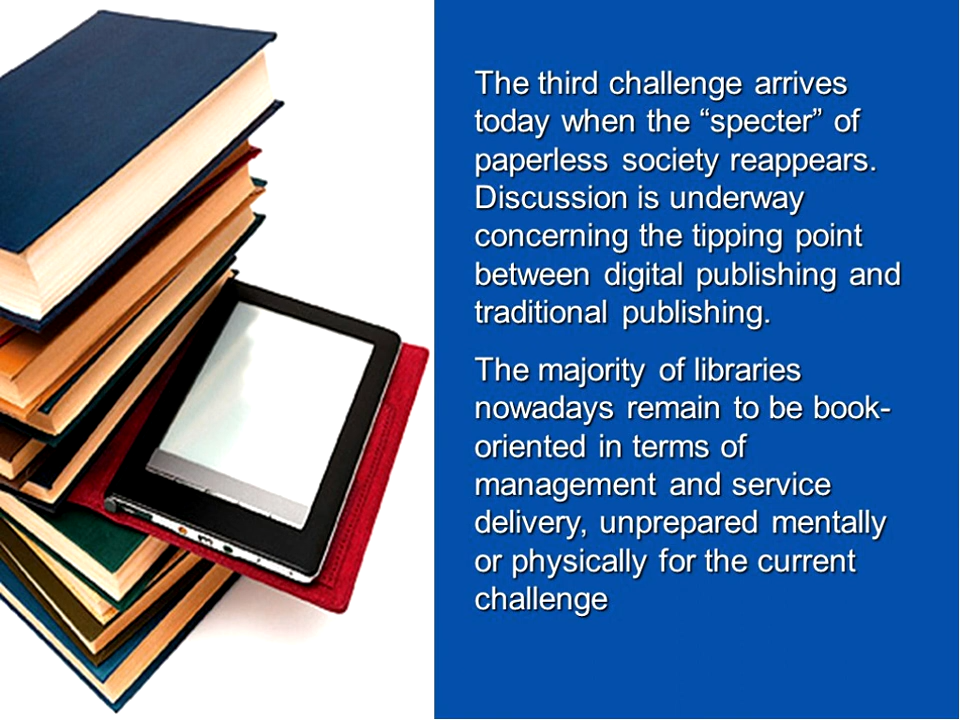 The third challenge arrives
today when the “specter” of
paperless society reappears.
Discussion is underway
concerning the tipping point
between digital publishing and
traditional publishing.
The majority of libraries
nowadays remain to be book-
oriented in terms of
management and service
delivery, unprepared mentally
or physically for the current
challenge